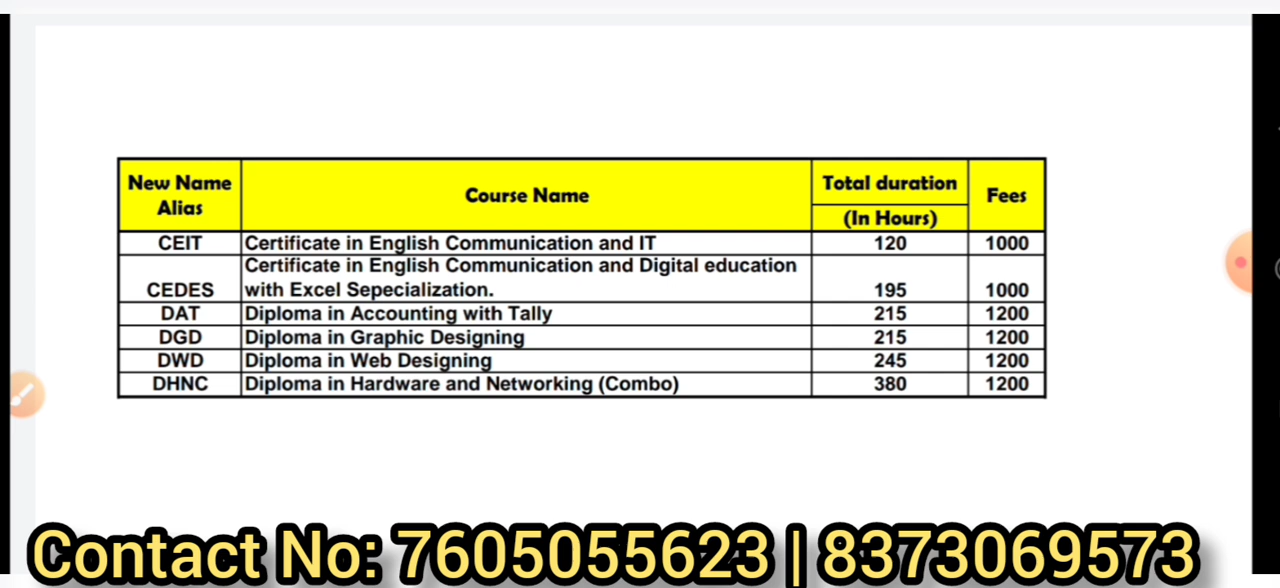 New Name Alias | Course Name | Total duration (In Hours) | Fees
CEIT | Certificate in English Communication and IT | 120 | 1000
CEDES | Certificate in English Communication and Digital education with Excel Sepecialization. | 195 | 1000
DAT | Diploma in Accounting with Tally | 215 | 1200
DGD | Diploma in Graphic Designing | 215 | 1200
DWD | Diploma in Web Designing | 245 | 1200
DHNC | Diploma in Hardware and Networking (Combo) | 380 | 1200
Contact No: 7605055623 | 8373069573